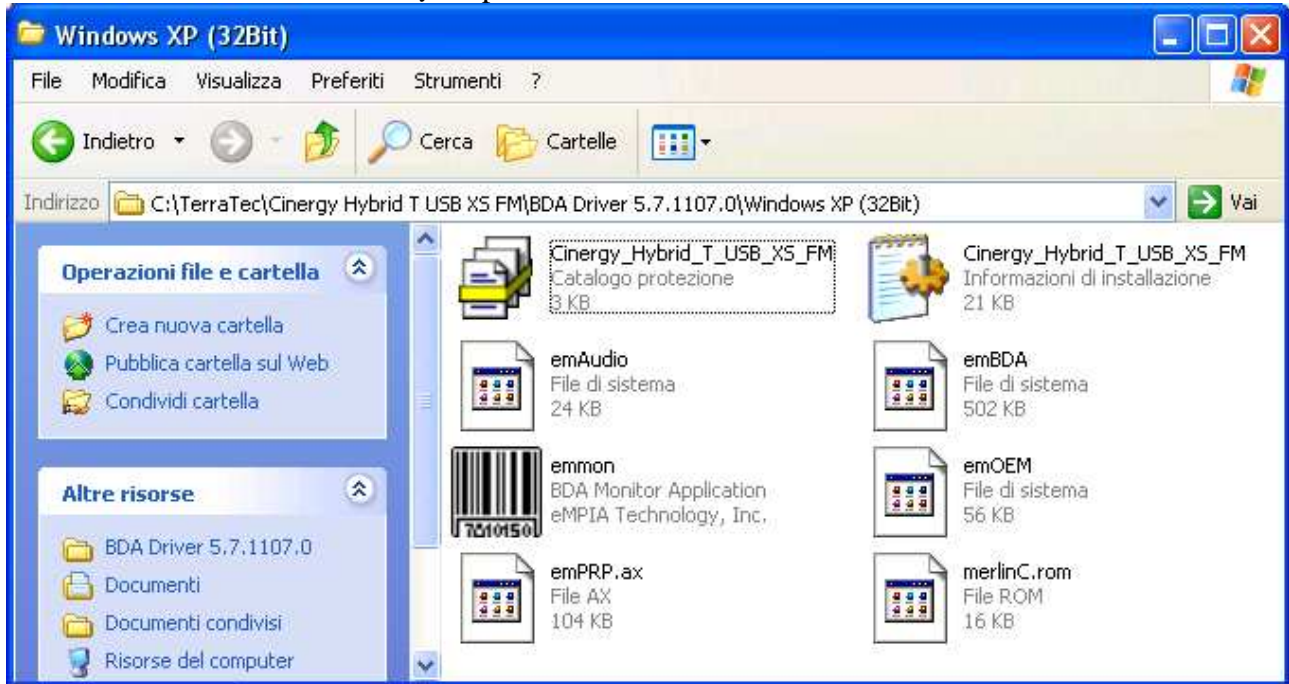 Windows XP (32Bit)
File Modifica Visualizza Preferiti Strumenti ?
Indietro Cerca Cartelle
Indirizzo C:\TerraTec\Cinergy Hybrid T USB XS FM\BDA Driver 5.7.1107.0\Windows XP (32Bit) Vai
Operazioni file e cartella
Crea nuova cartella
Pubblica cartella sul Web
Condividi cartella
Altre risorse
BDA Driver 5.7.1107.0
Documenti
Documenti condivisi
Risorse del computer
Cinergy_Hybrid_T_USB_XS_FM
Catalogo protezione
3 KB
Cinergy_Hybrid_T_USB_XS_FM
Informazioni di installazione
21 KB
emAudio
File di sistema
24 KB
emBDA
File di sistema
502 KB
emmon
BDA Monitor Application
eMPIA Technology, Inc.
emOEM
File di sistema
56 KB
emPRP.ax
File AX
104 KB
merlinC.rom
File ROM
16 KB